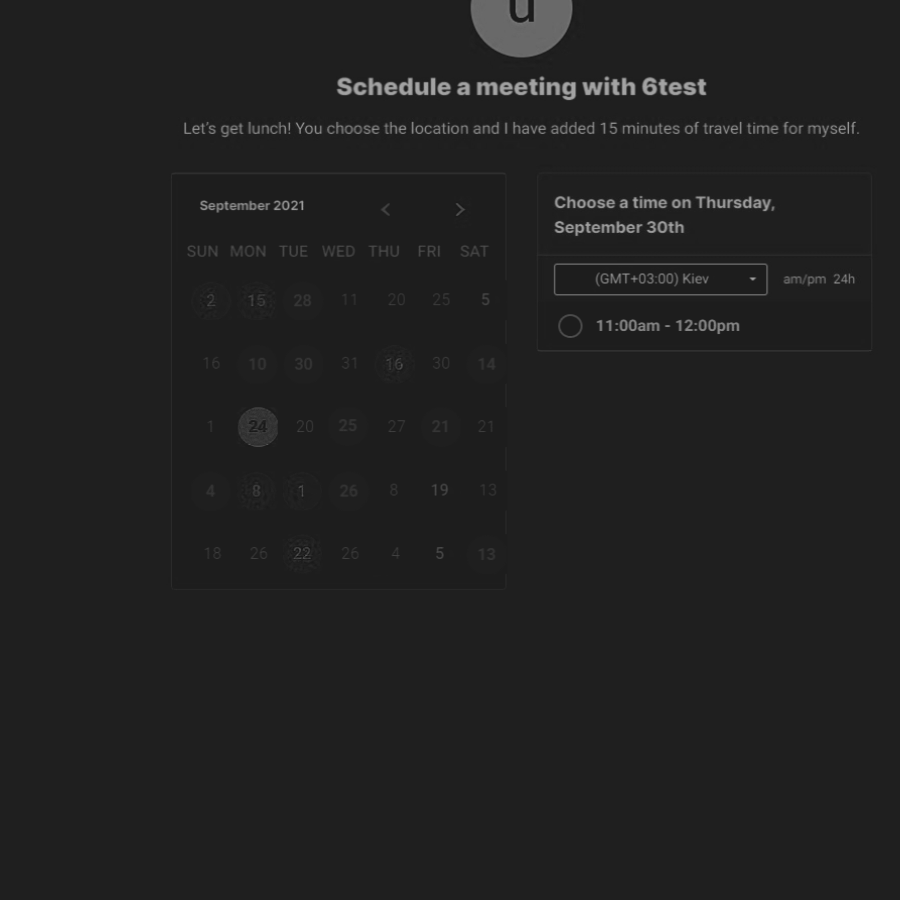 u
Schedule a meeting with 6test
Let's get lunch! You choose the location and I have added 15 minutes of travel time for myself.
September 2021
SUN MON TUE WED THU FRI SAT
2 15 28 11 20 25 5
16 10 30 31 16 30 14
1 24 20 25 27 21 21
4 8 1 26 8 19 13
18 26 22 26 4 5 13
Choose a time on Thursday,
September 30th
(GMT+03:00) Kiev am/pm 24h
11:00am - 12:00pm